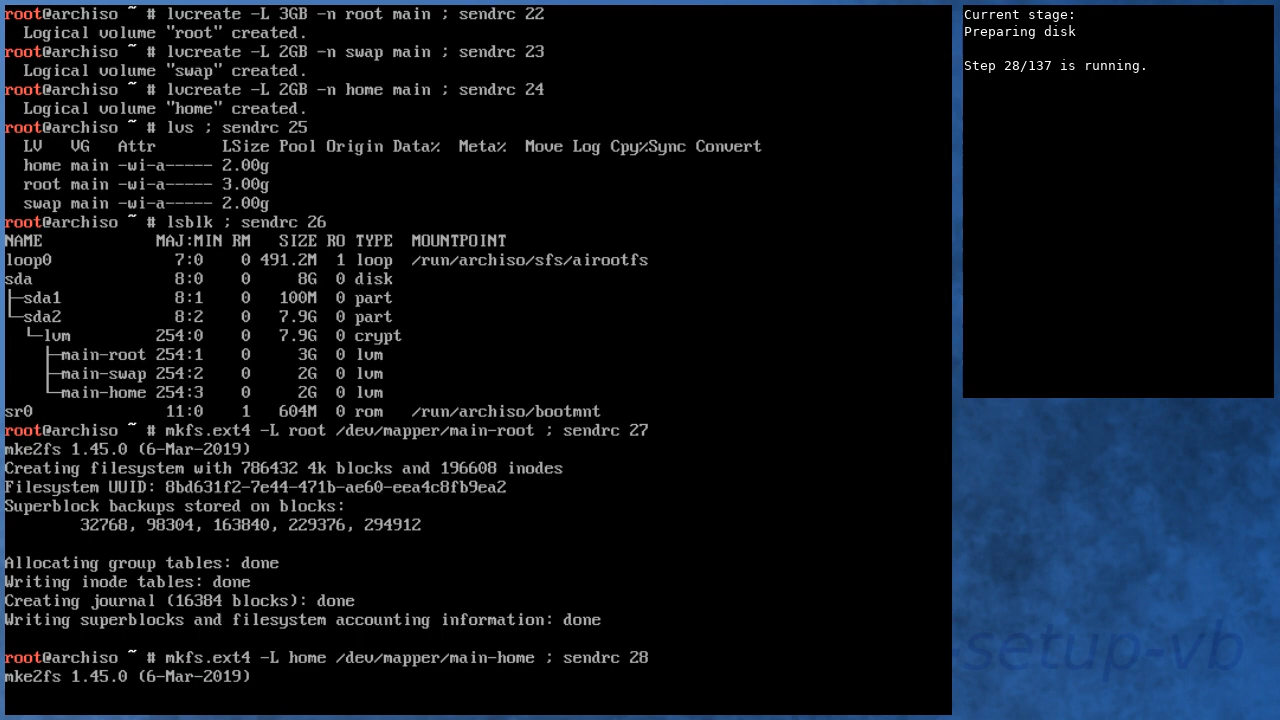 root@archiso ~ # lvcreate -L 3GB -n root main ; sendrc 22
  Logical volume "root" created.
root@archiso ~ # lvcreate -L 2GB -n swap main ; sendrc 23
  Logical volume "swap" created.
root@archiso ~ # lvcreate -L 2GB -n home main ; sendrc 24
  Logical volume "home" created.
root@archiso ~ # lvs ; sendrc 25
  LV   VG   Attr       LSize Pool Origin Data%  Meta%  Move Log Cpy%Sync Convert
  home main -wi-a----- 2.00g
  root main -wi-a----- 3.00g
  swap main -wi-a----- 2.00g
root@archiso ~ # lsblk ; sendrc 26
NAME            MAJ:MIN RM   SIZE RO TYPE  MOUNTPOINT
loop0             7:0    0 491.2M  1 loop  /run/archiso/sfs/airootfs
sda               8:0    0     8G  0 disk
├─sda1            8:1    0   100M  0 part
└─sda2            8:2    0   7.9G  0 part
  └─lvm         254:0    0   7.9G  0 crypt
    ├─main-root 254:1    0     3G  0 lvm
    ├─main-swap 254:2    0     2G  0 lvm
    └─main-home 254:3    0     2G  0 lvm
sr0              11:0    1   604M  0 rom   /run/archiso/bootmnt
root@archiso ~ # mkfs.ext4 -L root /dev/mapper/main-root ; sendrc 27
mke2fs 1.45.0 (6-Mar-2019)
Creating filesystem with 786432 4k blocks and 196608 inodes
Filesystem UUID: 8bd631f2-7e44-471b-ae60-eea4c8fb9ea2
Superblock backups stored on blocks:
        32768, 98304, 163840, 229376, 294912

Allocating group tables: done
Writing inode tables: done
Creating journal (16384 blocks): done
Writing superblocks and filesystem accounting information: done

root@archiso ~ # mkfs.ext4 -L home /dev/mapper/main-home ; sendrc 28
mke2fs 1.45.0 (6-Mar-2019)
Current stage:
Preparing disk

Step 28/137 is running.
-setup-vb